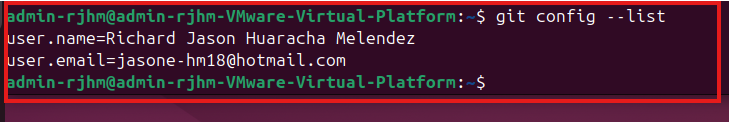 admin-rjhm@admin-rjhm-VMware-Virtual-Platform:~$ git config --list
user.name=Richard Jason Huaracha Melendez
user.email=jasone-hm18@hotmail.com
admin-rjhm@admin-rjhm-VMware-Virtual-Platform:~$